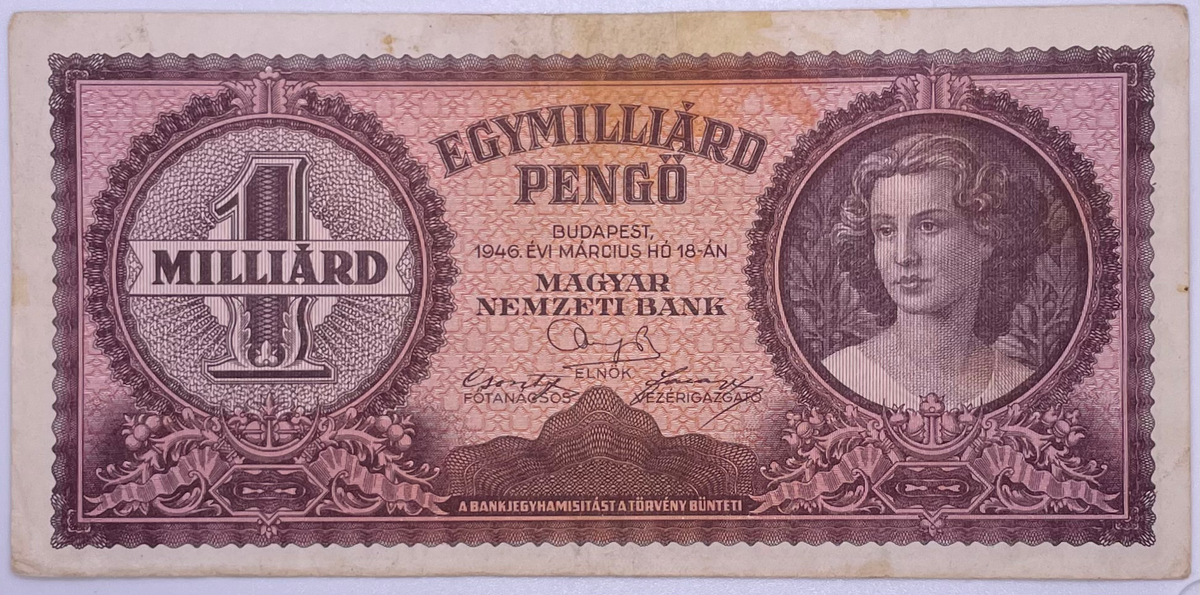 1
MILLIÁRD
EGYMILLIÁRD
PENGŐ
BUDAPEST,
1946. ÉVI MÁRCIUS HÓ 18-ÁN
MAGYAR
NEMZETI BANK
ELNÖK
FŐTANÁCSOS
VEZÉRIGAZGATÓ
A BANKJEGYHAMISITÁST A TÖRVÉNY BÜNTETI